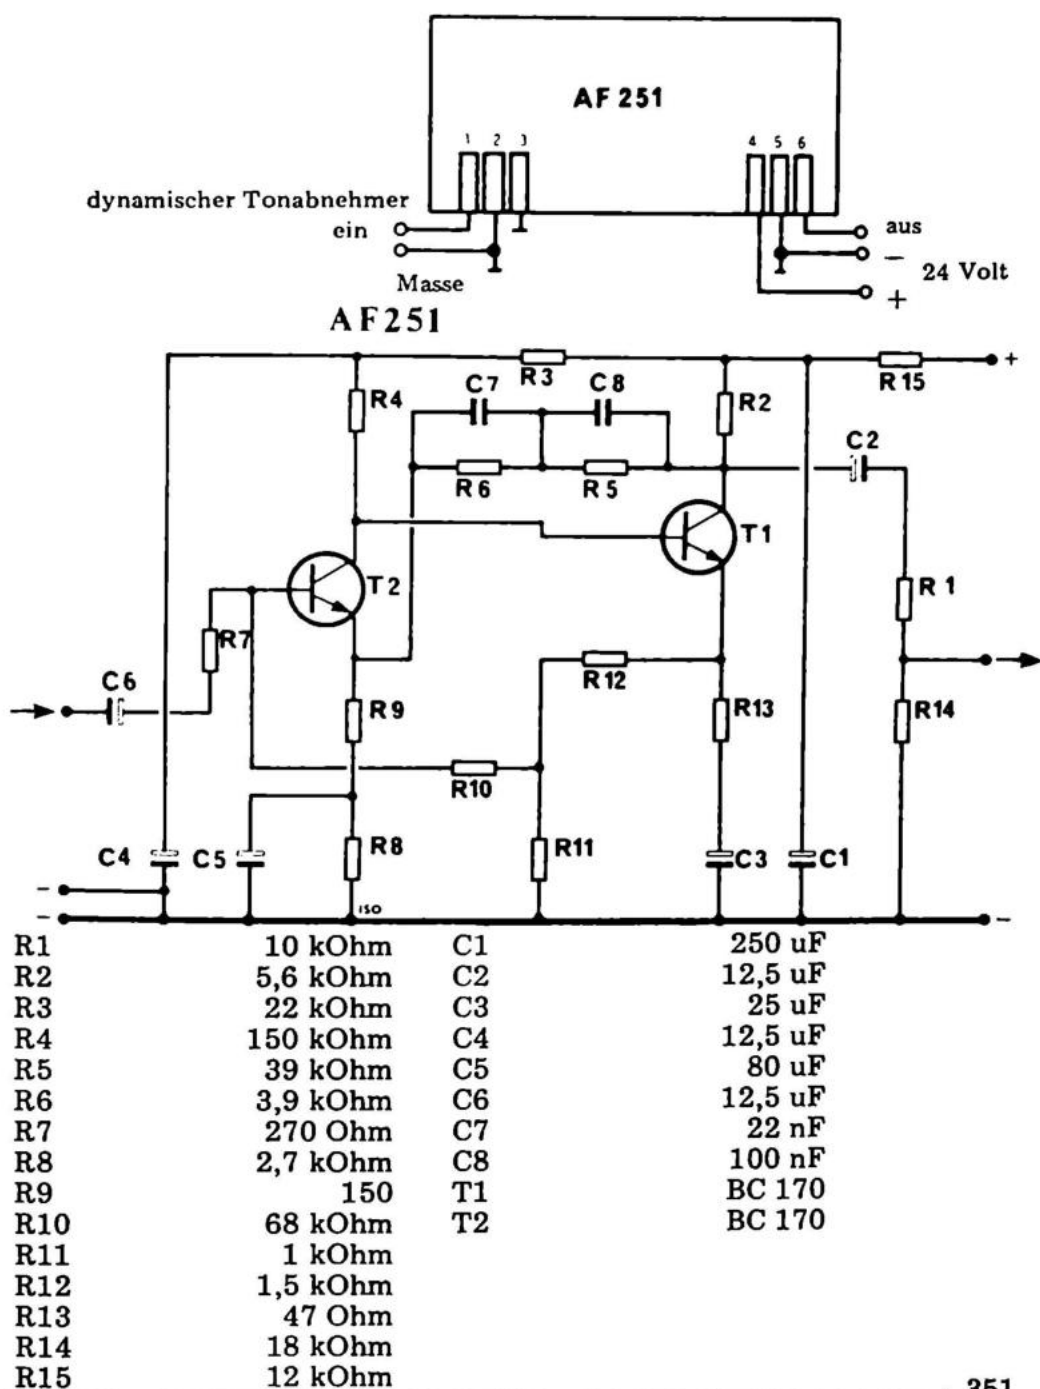 AF 251
1 2 3 4 5 6
dynamischer Tonabnehmer
ein
Masse
aus
−
24 Volt
+
AF251
R3
R15
+
R4
C7
C8
R2
C2
R6
R5
T1
T2
R7
R1
C6
R12
R9
R13
R14
R10
C4
C5
R8
R11
C3
C1
−
−
ISO
−
R1 10 kOhm C1 250 uF
R2 5,6 kOhm C2 12,5 uF
R3 22 kOhm C3 25 uF
R4 150 kOhm C4 12,5 uF
R5 39 kOhm C5 80 uF
R6 3,9 kOhm C6 12,5 uF
R7 270 Ohm C7 22 nF
R8 2,7 kOhm C8 100 nF
R9 150 T1 BC 170
R10 68 kOhm T2 BC 170
R11 1 kOhm
R12 1,5 kOhm
R13 47 Ohm
R14 18 kOhm
R15 12 kOhm
351